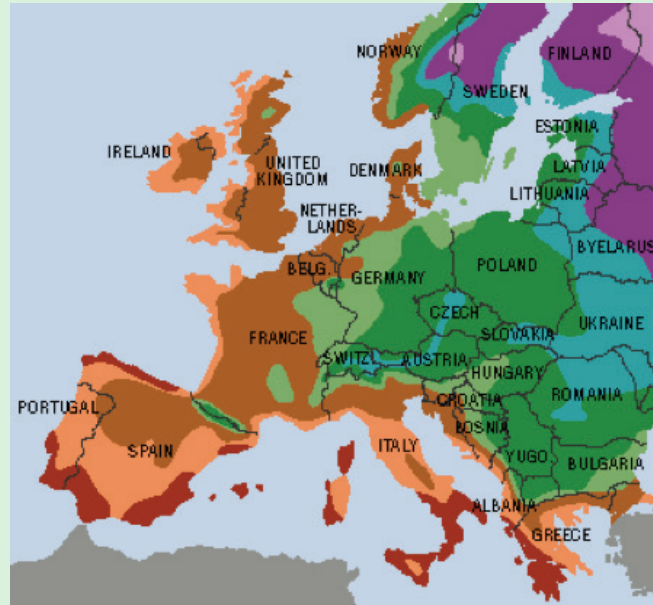 NORWAY
FINLAND
SWEDEN
ESTONIA
IRELAND
UNITED
KINGDOM
DENMARK
LATVIA
LITHUANIA
NETHER-
LANDS
BYELARUS
BELG.
GERMANY
POLAND
CZECH
UKRAINE
FRANCE
SLOVAKIA
SWITZ.
AUSTRIA
HUNGARY
ROMANIA
CROATIA
PORTUGAL
BOSNIA
SPAIN
ITALY
YUGO
BULGARIA
ALBANIA
GREECE